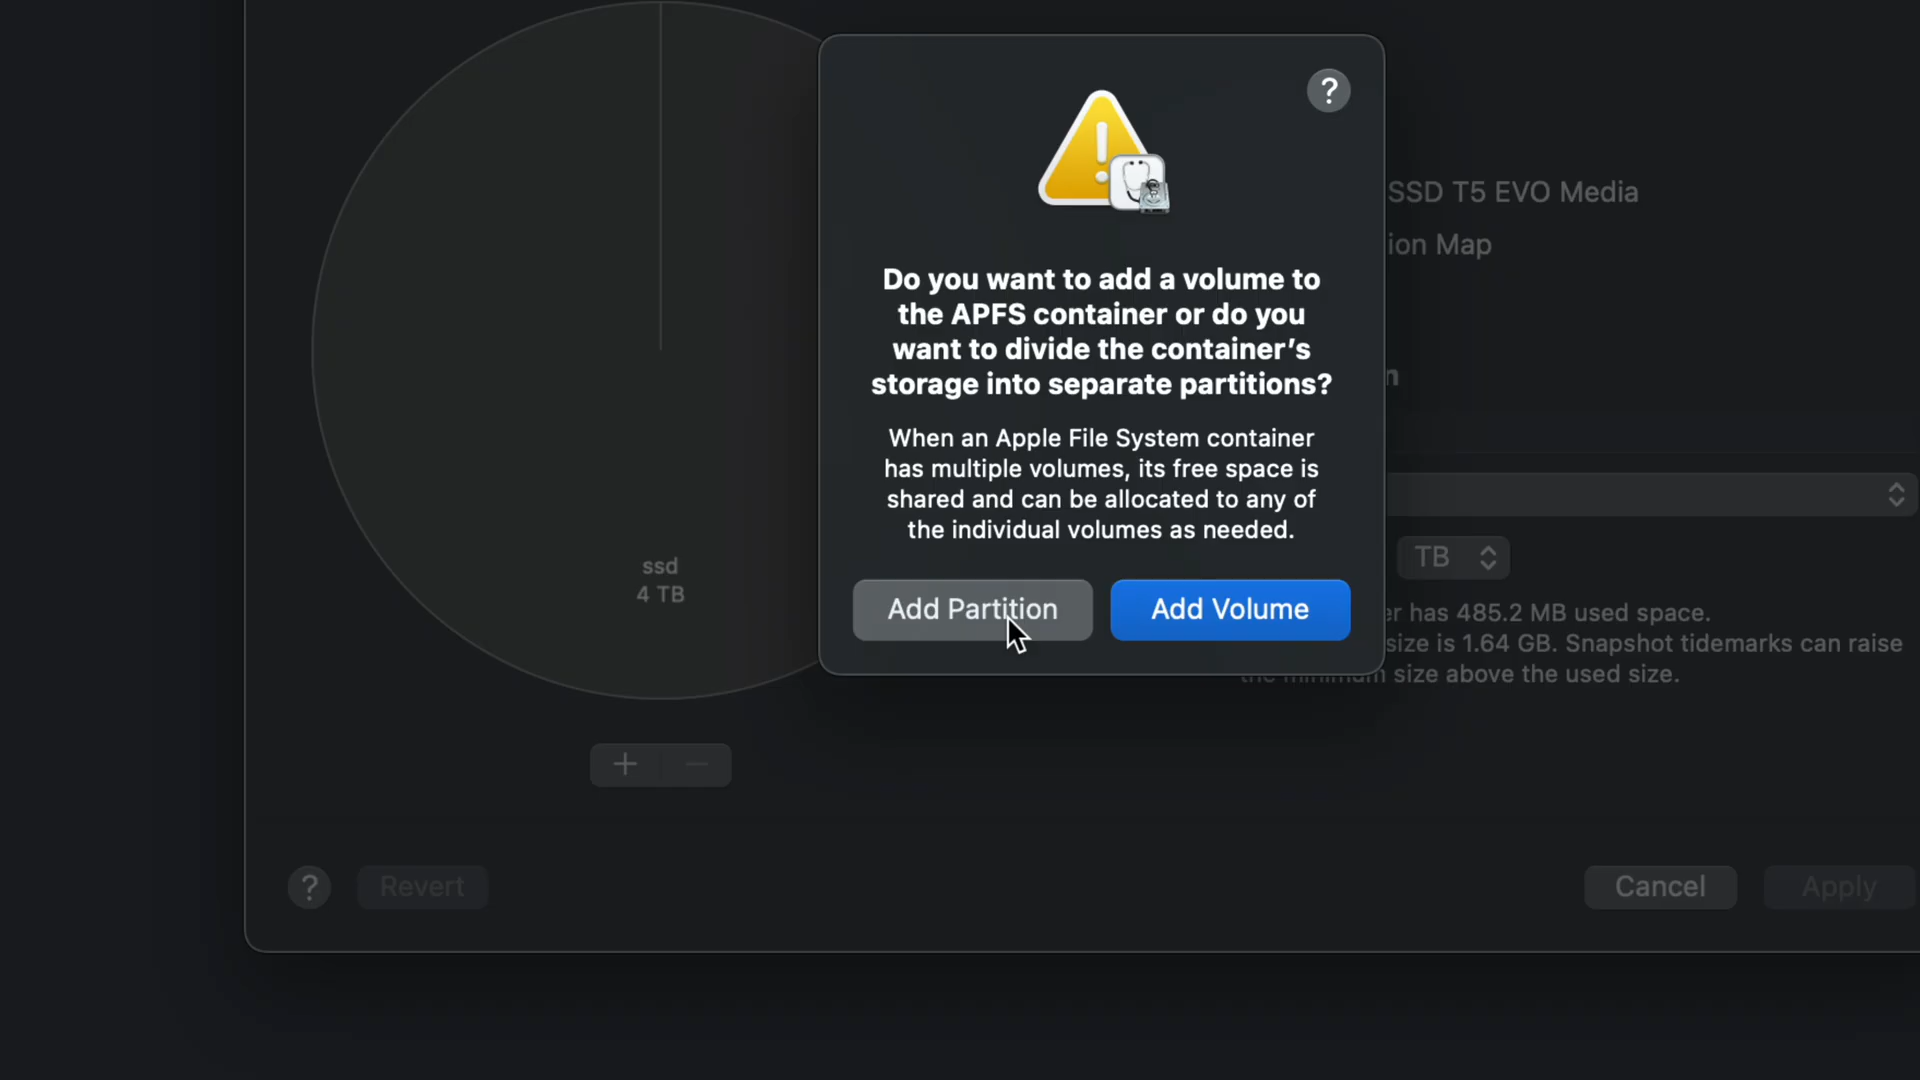 ?
SSD T5 EVO Media
ion Map
Do you want to add a volume to
the APFS container or do you
want to divide the container's
storage into separate partitions?
n
When an Apple File System container
has multiple volumes, its free space is
shared and can be allocated to any of
the individual volumes as needed.
TB
ssd
4 TB
Add Partition
Add Volume
er has 485.2 MB used space.
size is 1.64 GB. Snapshot tidemarks can raise
the minimum size above the used size.
+ −
?
Revert
Cancel
Apply